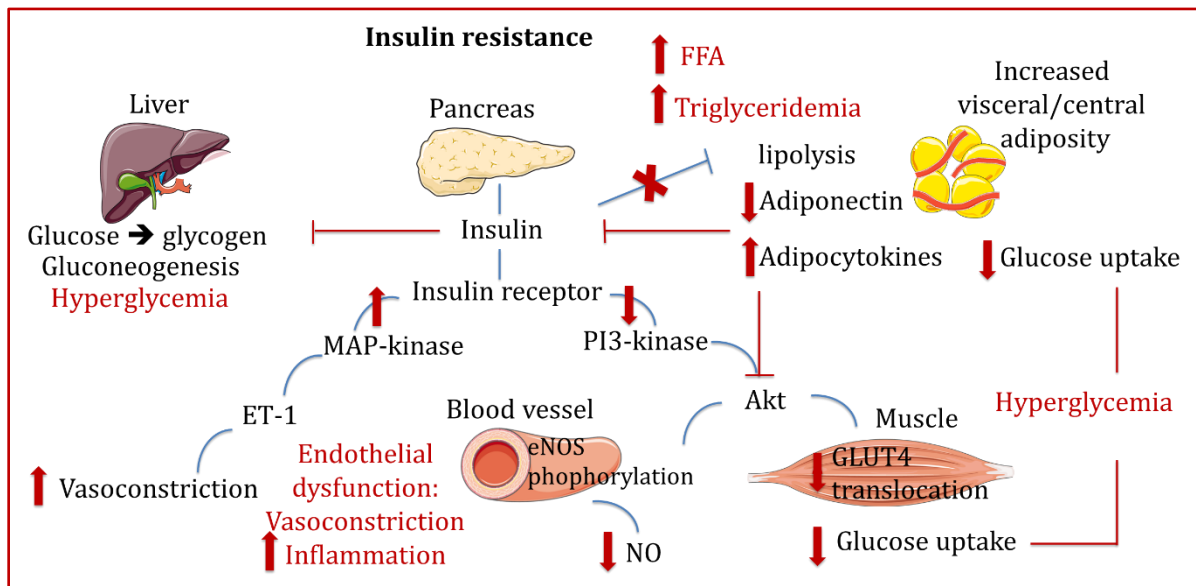 Insulin resistance
FFA
Triglyceridemia
Increased
visceral/central
adiposity
Liver
Pancreas
lipolysis
Adiponectin
Adipocytokines
Glucose uptake
Glucose ➔ glycogen
Gluconeogenesis
Hyperglycemia
Insulin
Insulin receptor
MAP-kinase
PI3-kinase
ET-1
Vasoconstriction
Endothelial
dysfunction:
Vasoconstriction
Inflammation
Blood vessel
eNOS
phophorylation
NO
Akt
Muscle
GLUT4
translocation
Glucose uptake
Hyperglycemia